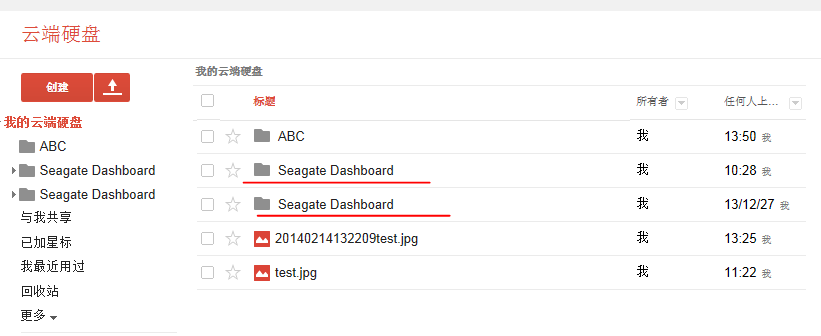 云端硬盘
我的云端硬盘
创建
标题 所有者 任何人上...
我的云端硬盘
ABC
Seagate Dashboard
Seagate Dashboard
与我共享
已加星标
我最近用过
回收站
更多
ABC 我 13:50 我
Seagate Dashboard 我 10:28 我
Seagate Dashboard 我 13/12/27 我
20140214132209test.jpg 我 13:25 我
test.jpg 我 11:22 我